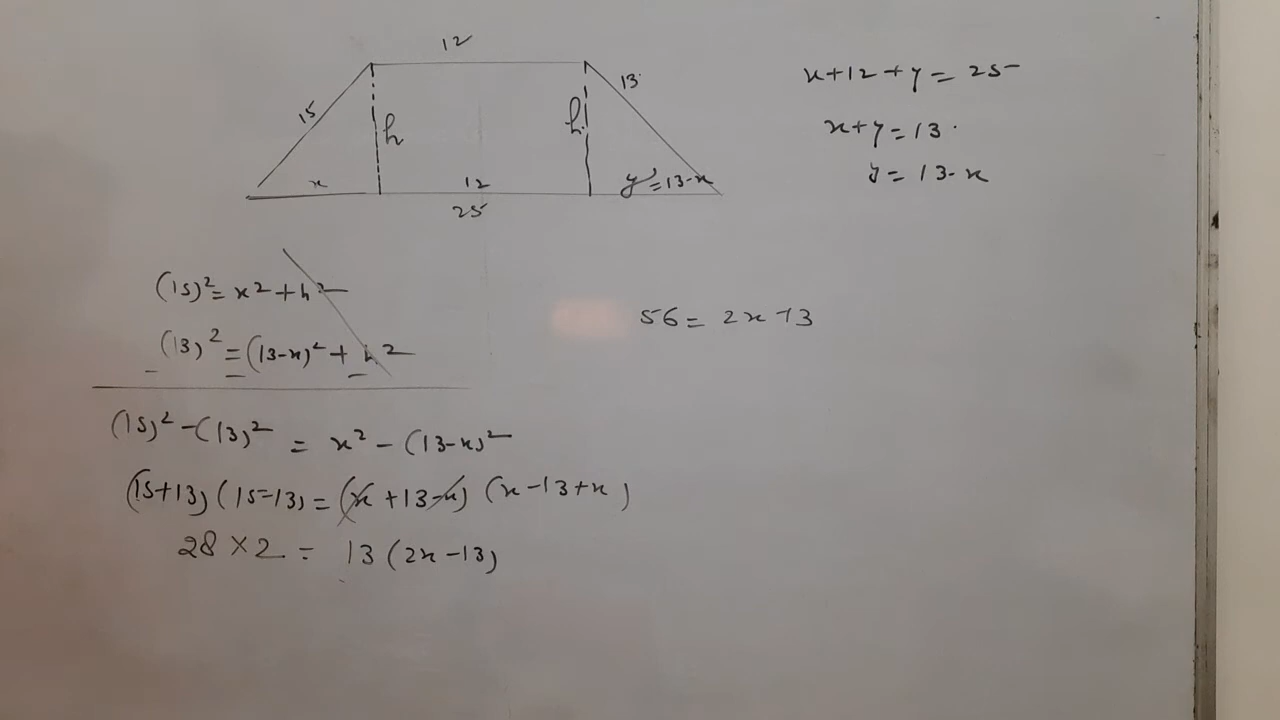 12
x+12+y=25
15
13
h
h
x+y=13.
x
12
y=13-x
y=13-x
25
(15)²=x²+h²
56=2x+3
(13)²=(13-x)²+h²
(15)²-(13)²=x²-(13-x)²
(15+13)(15-13)=(x+13-x)(x-13+x)
28×2=13(2x-13)